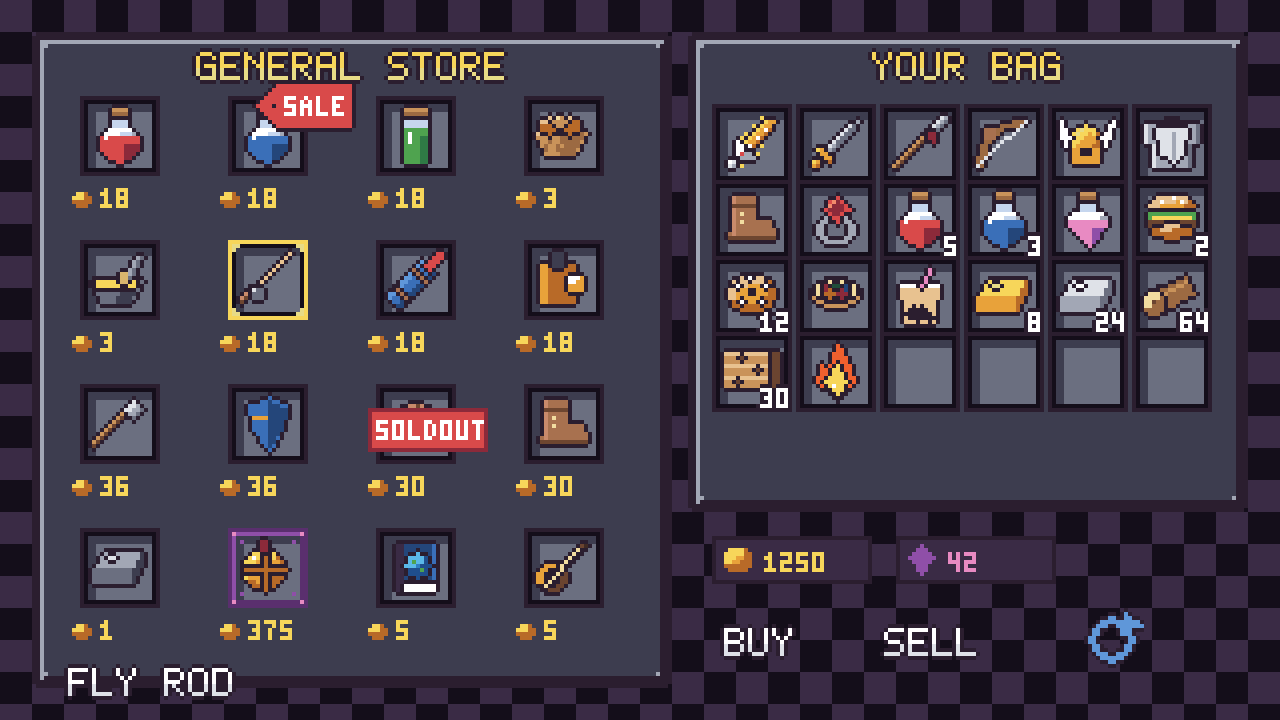 GENERAL STORE
SALE
18 18 18 3
3 18 18 18
SOLDOUT
36 36 30 30
1 375 5 5
FLY ROD
YOUR BAG
5 3 2
12 8 24 64
30
1250 42
BUY SELL